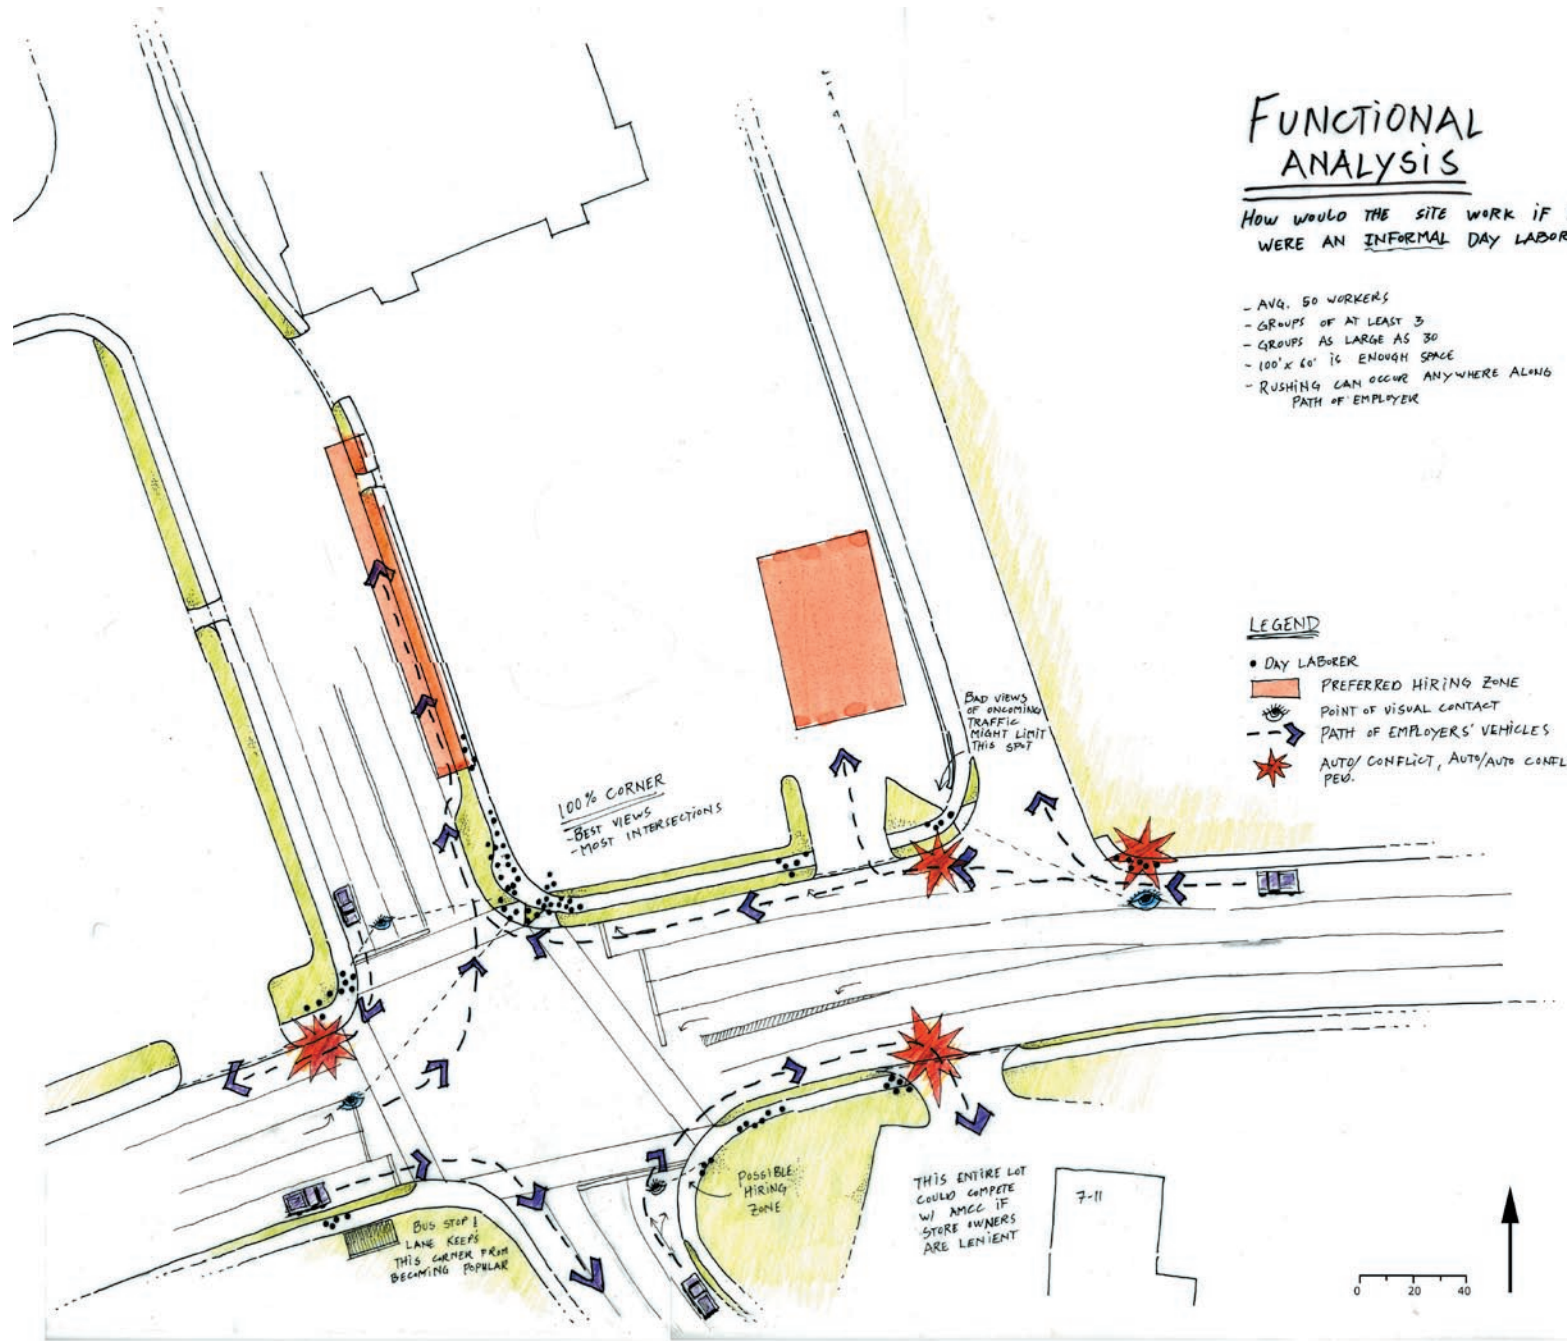 FUNCTIONAL
ANALYSIS
HOW WOULD THE SITE WORK IF
WERE AN INFORMAL DAY LABOR
- AVG. 50 WORKERS
- GROUPS OF AT LEAST 3
- GROUPS AS LARGE AS 30
- 100' x 60' IS ENOUGH SPACE
- RUSHING CAN OCCUR ANYWHERE ALONG
PATH OF EMPLOYER
LEGEND
• DAY LABORER
PREFERRED HIRING ZONE
POINT OF VISUAL CONTACT
PATH OF EMPLOYERS' VEHICLES
AUTO/ CONFLICT, AUTO/AUTO CONFL
PED.
BAD VIEWS
OF ONCOMING
TRAFFIC
MIGHT LIMIT
THIS SPOT
100% CORNER
- BEST VIEWS
- MOST INTERSECTIONS
POSSIBLE
HIRING
ZONE
BUS STOP &
LANE KEEPS
THIS CORNER FROM
BECOMING POPULAR
THIS ENTIRE LOT
COULD COMPETE
W/ AMCC IF
STORE OWNERS
ARE LENIENT
7-11
0 20 40